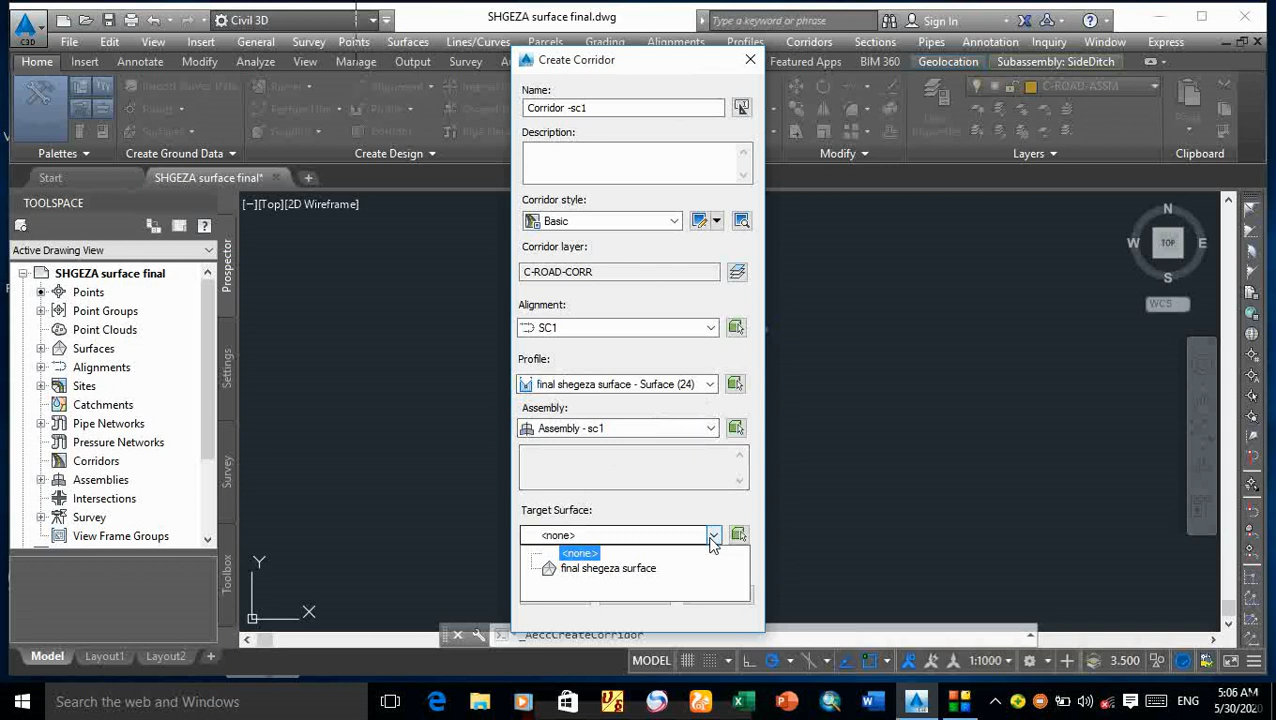 Civil 3D
SHGEZA surface final.dwg
Type a keyword or phrase
Sign In
C3D
File Edit View Insert General Survey Points Surfaces Lines/Curves Parcels Grading Alignments Profiles Corridors Sections Pipes Annotation Inquiry Window Express
Home Insert Annotate Modify Analyze View Manage Output Survey Featured Apps BIM 360 Geolocation Subassembly: SideDitch
C-ROAD-ASSM
Palettes Create Ground Data Create Design Modify Layers Clipboard
Start SHGEZA surface final*
[−][Top][2D Wireframe]
TOOLSPACE
Active Drawing View
SHGEZA surface final
Points
Point Groups
Point Clouds
Surfaces
Alignments
Sites
Catchments
Pipe Networks
Pressure Networks
Corridors
Assemblies
Intersections
Survey
View Frame Groups
Prospector
Settings
Survey
Toolbox
Create Corridor
Name:
Corridor -sc1
Description:
Corridor style:
Basic
Corridor layer:
C-ROAD-CORR
Alignment:
SC1
Profile:
final shegeza surface - Surface (24)
Assembly:
Assembly - sc1
Target Surface:
<none>
<none>
final shegeza surface
N
W TOP E
S
WCS
Y
X
_AeccCreateCorridor
Model Layout1 Layout2 +
MODEL 1:1000 3.500
Search the web and Windows
ENG
5:06 AM